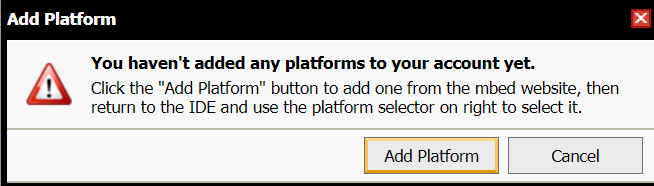 Add Platform
You haven't added any platforms to your account yet.
Click the "Add Platform" button to add one from the mbed website, then
return to the IDE and use the platform selector on right to select it.
Add Platform
Cancel